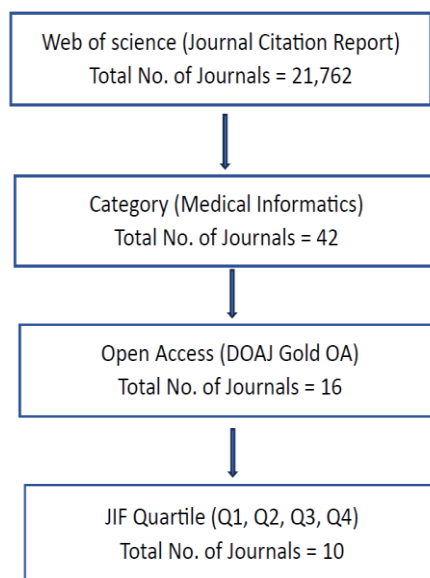 Web of science (Journal Citation Report)
Total No. of Journals = 21,762
Category (Medical Informatics)
Total No. of Journals = 42
Open Access (DOAJ Gold OA)
Total No. of Journals = 16
JIF Quartile (Q1, Q2, Q3, Q4)
Total No. of Journals = 10